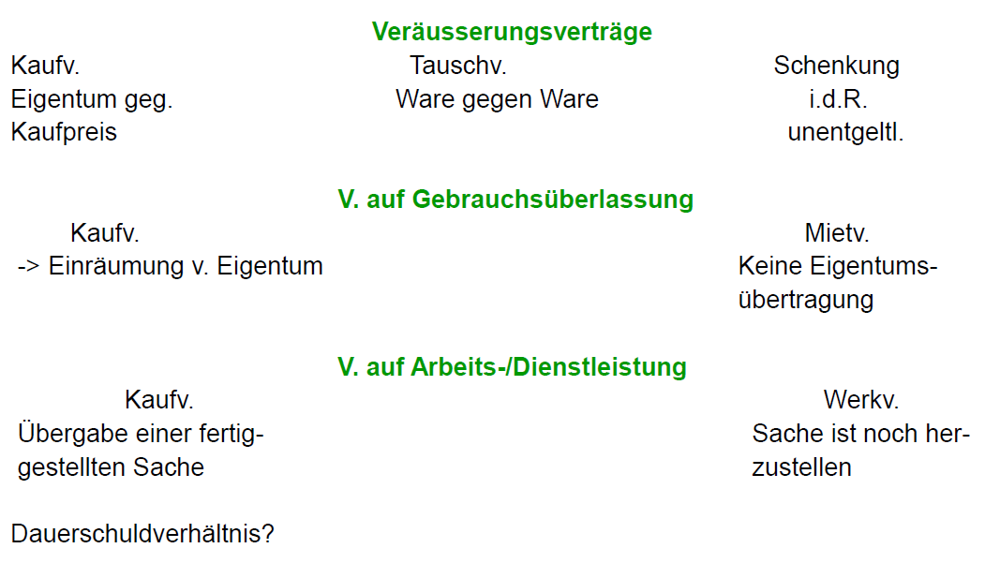 Veräusserungsverträge
Kaufv. Tauschv. Schenkung
Eigentum geg. Ware gegen Ware i.d.R.
Kaufpreis unentgeltl.
V. auf Gebrauchsüberlassung
Kaufv. Mietv.
-> Einräumung v. Eigentum Keine Eigentums-
übertragung
V. auf Arbeits-/Dienstleistung
Kaufv. Werkv.
Übergabe einer fertig- Sache ist noch her-
gestellten Sache zustellen
Dauerschuldverhältnis?